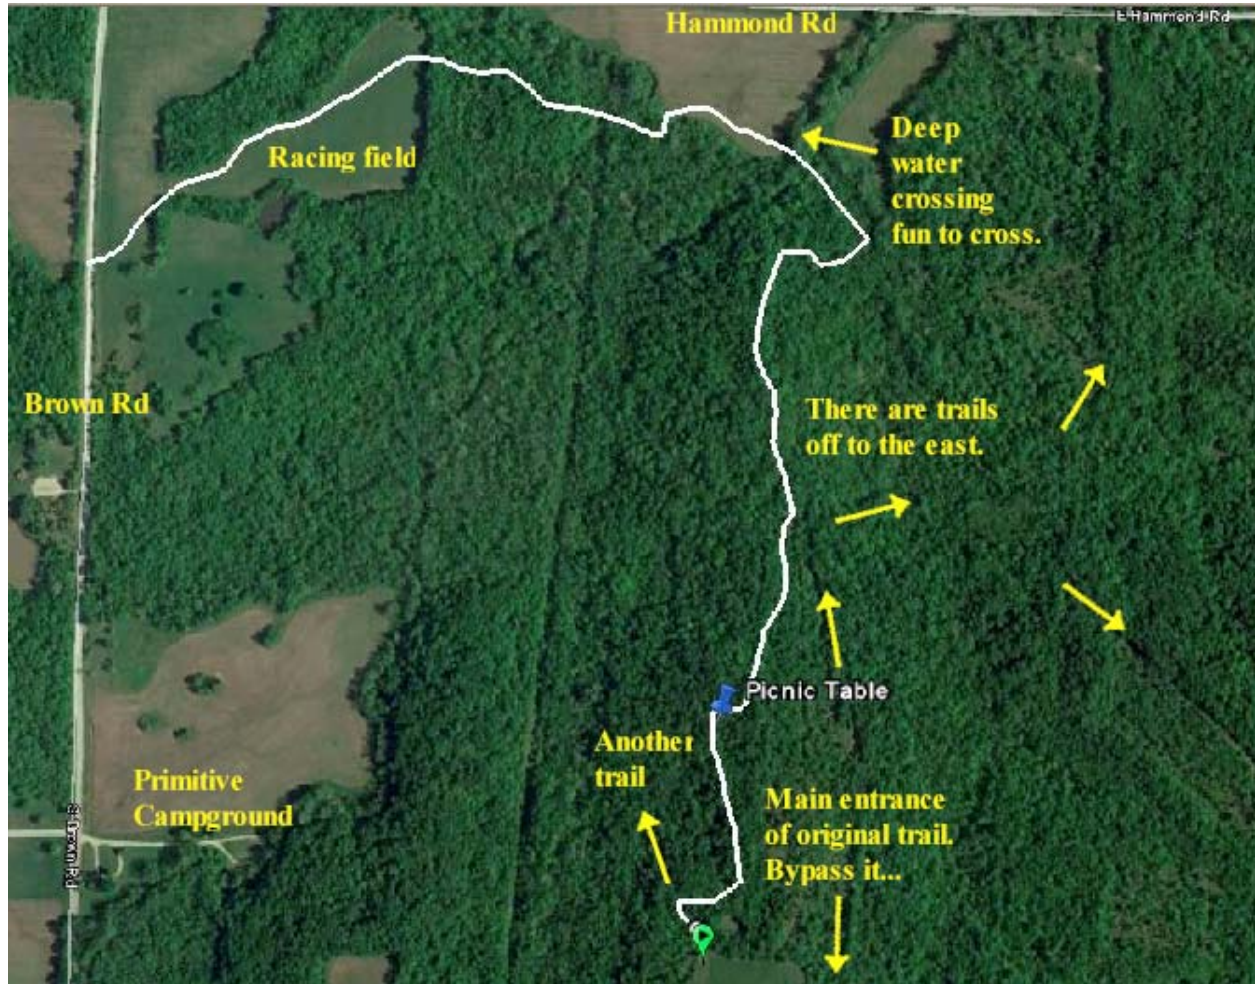 Hammond Rd
E Hammond Rd
Racing field
Deep
water
crossing
fun to cross.
Brown Rd
There are trails
off to the east.
Picnic Table
Another
trail
Primitive
Campground
Main entrance
of original trail.
Bypass it...
S Brown Rd